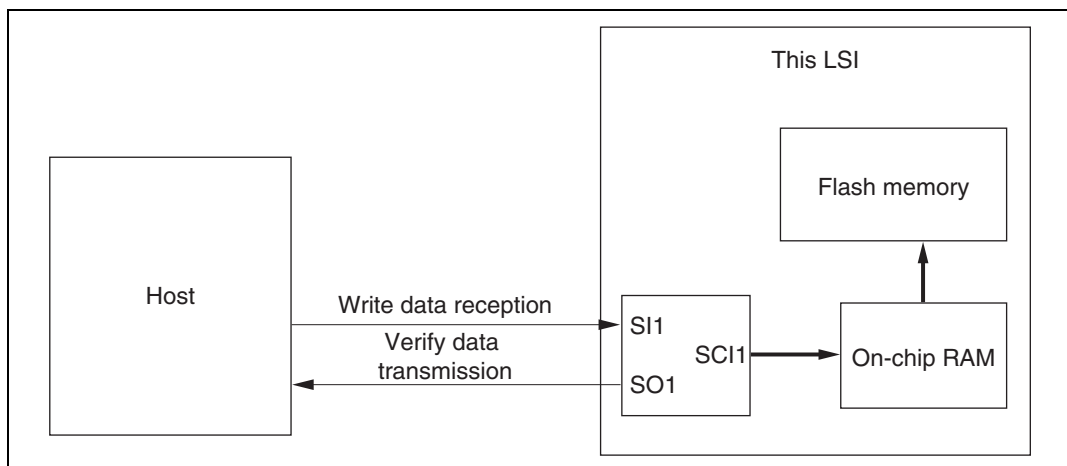 This LSI
Flash memory
Host
Write data reception
SI1
Verify data
transmission
SCI1
On-chip RAM
SO1